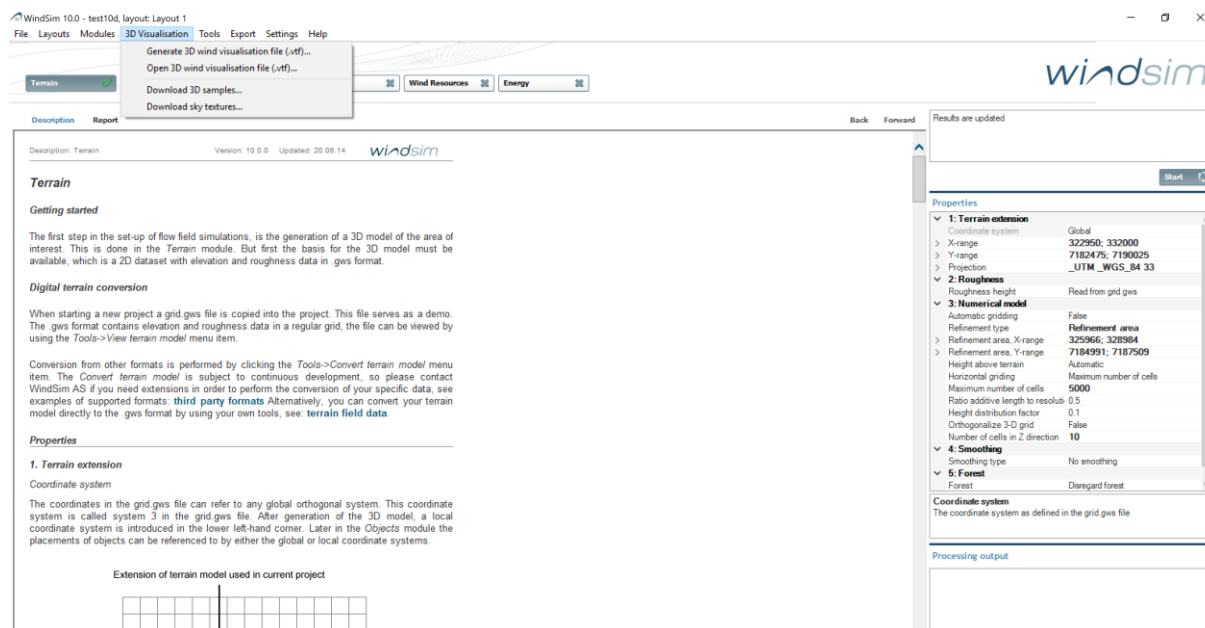 WindSim 10.0 - test10d, layout: Layout 1
File Layouts Modules 3D Visualisation Tools Export Settings Help
Generate 3D wind visualisation file (.vtf)...
Open 3D wind visualisation file (.vtf)...
Download 3D samples...
Download sky textures...
Terrain
Wind Resources
Energy
windsim
Description Report Back Forward
Description: Terrain Version: 10.0.0 Updated: 20.08.14 windsim
Terrain
Getting started
The first step in the set-up of flow field simulations, is the generation of a 3D model of the area of
interest. This is done in the Terrain module. But first the basis for the 3D model must be
available, which is a 2D dataset with elevation and roughness data in .gws format.
Digital terrain conversion
When starting a new project a grid.gws file is copied into the project. This file serves as a demo.
The .gws format contains elevation and roughness data in a regular grid, the file can be viewed by
using the Tools->View terrain model menu item.
Conversion from other formats is performed by clicking the Tools->Convert terrain model menu
item. The Convert terrain model is subject to continuous development, so please contact
WindSim AS if you need extensions in order to perform the conversion of your specific data, see
examples of supported formats: third party formats Alternatively, you can convert your terrain
model directly to the .gws format by using your own tools, see: terrain field data.
Properties
1. Terrain extension
Coordinate system
The coordinates in the grid.gws file can refer to any global orthogonal system. This coordinate
system is called system 3 in the grid.gws file. After generation of the 3D model, a local
coordinate system is introduced in the lower left-hand corner. Later in the Objects module the
placements of objects can be referenced to by either the global or local coordinate systems.
Extension of terrain model used in current project
Results are updated
Start
Properties
1: Terrain extension
Coordinate system Global
X-range 322950; 332000
Y-range 7182475; 7190025
Projection _UTM _WGS_84 33
2: Roughness
Roughness height Read from grid.gws
3: Numerical model
Automatic gridding False
Refinement type Refinement area
Refinement area, X-range 325966; 328984
Refinement area, Y-range 7184991; 7187509
Height above terrain Automatic
Horizontal griding Maximum number of cells
Maximum number of cells 5000
Ratio additive length to resoluti 0.5
Height distribution factor 0.1
Orthogonalize 3-D grid False
Number of cells in Z direction 10
4: Smoothing
Smoothing type No smoothing
5: Forest
Forest Disregard forest
Coordinate system
The coordinate system as defined in the grid.gws file
Processing output